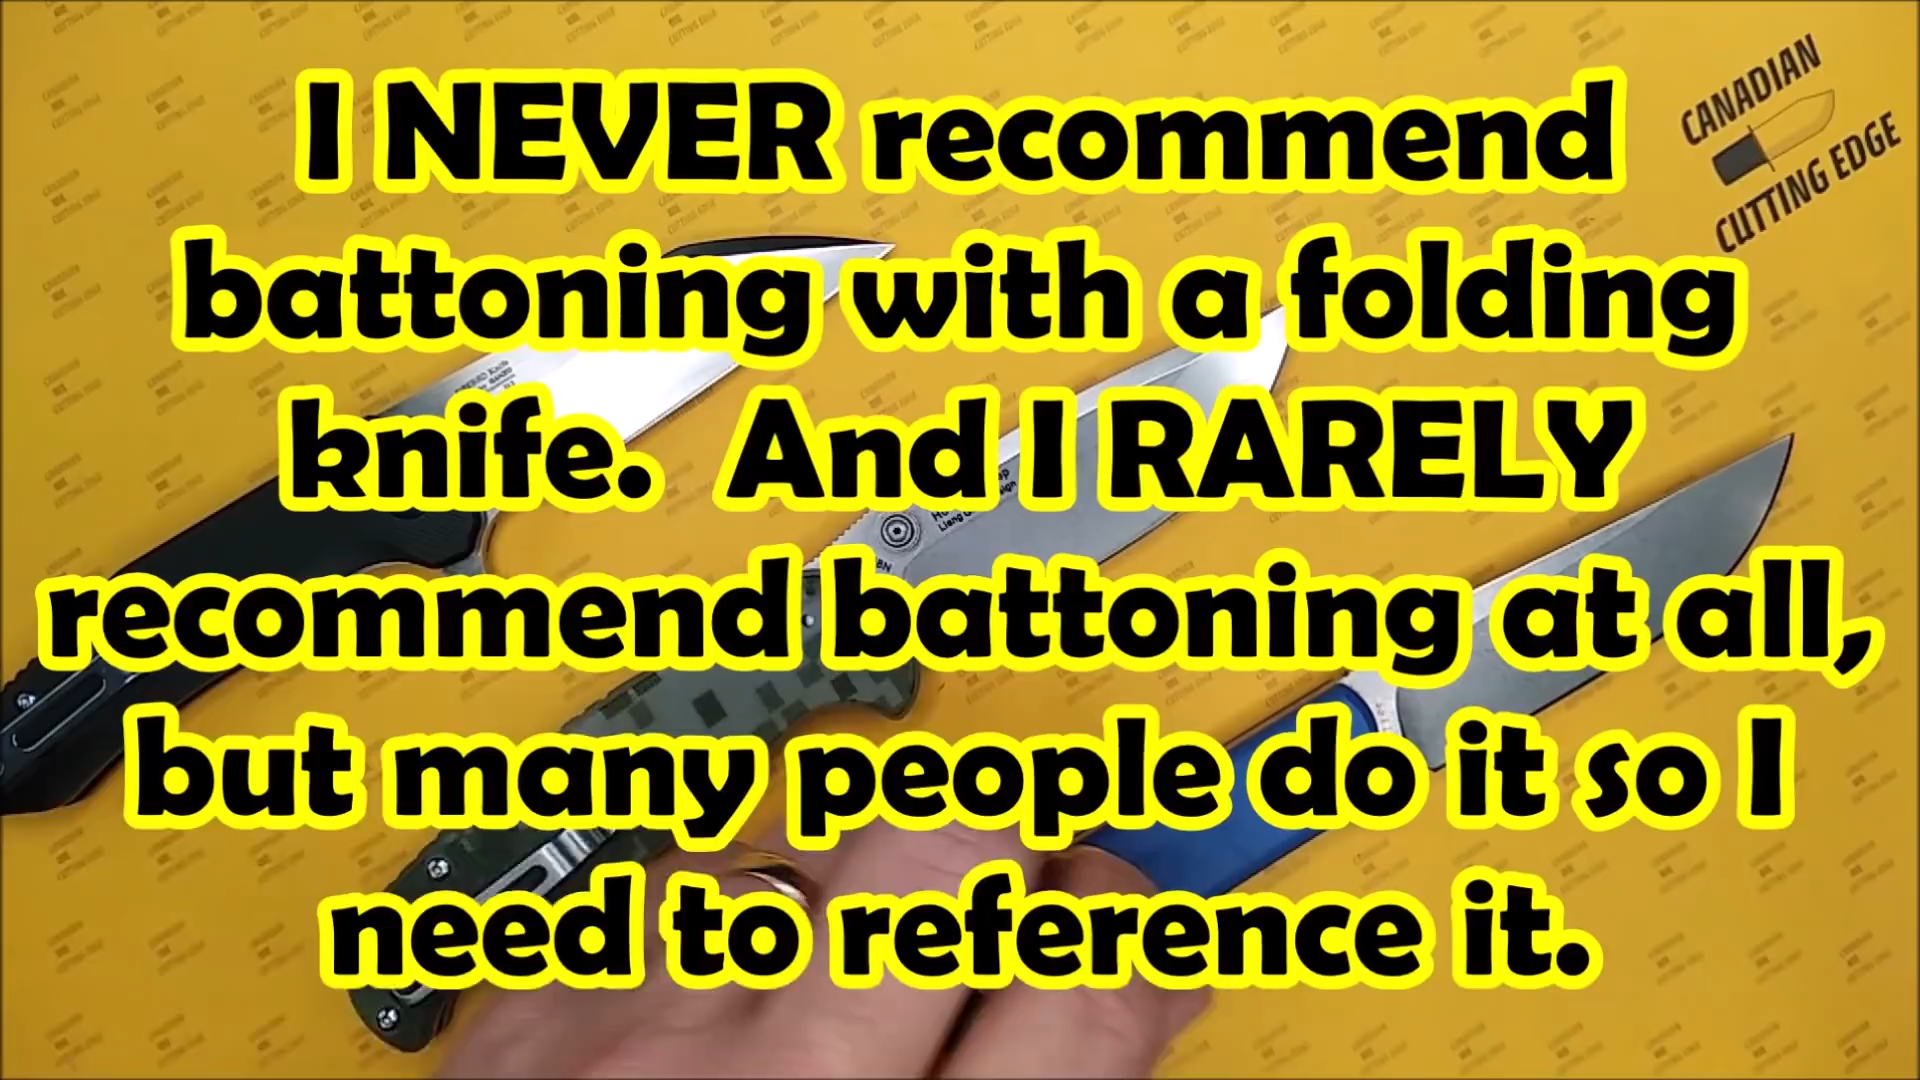 I NEVER recommend
battoning with a folding
knife. And I RARELY
recommend battoning at all,
but many people do it so I
need to reference it.
CANADIAN
CUTTING EDGE